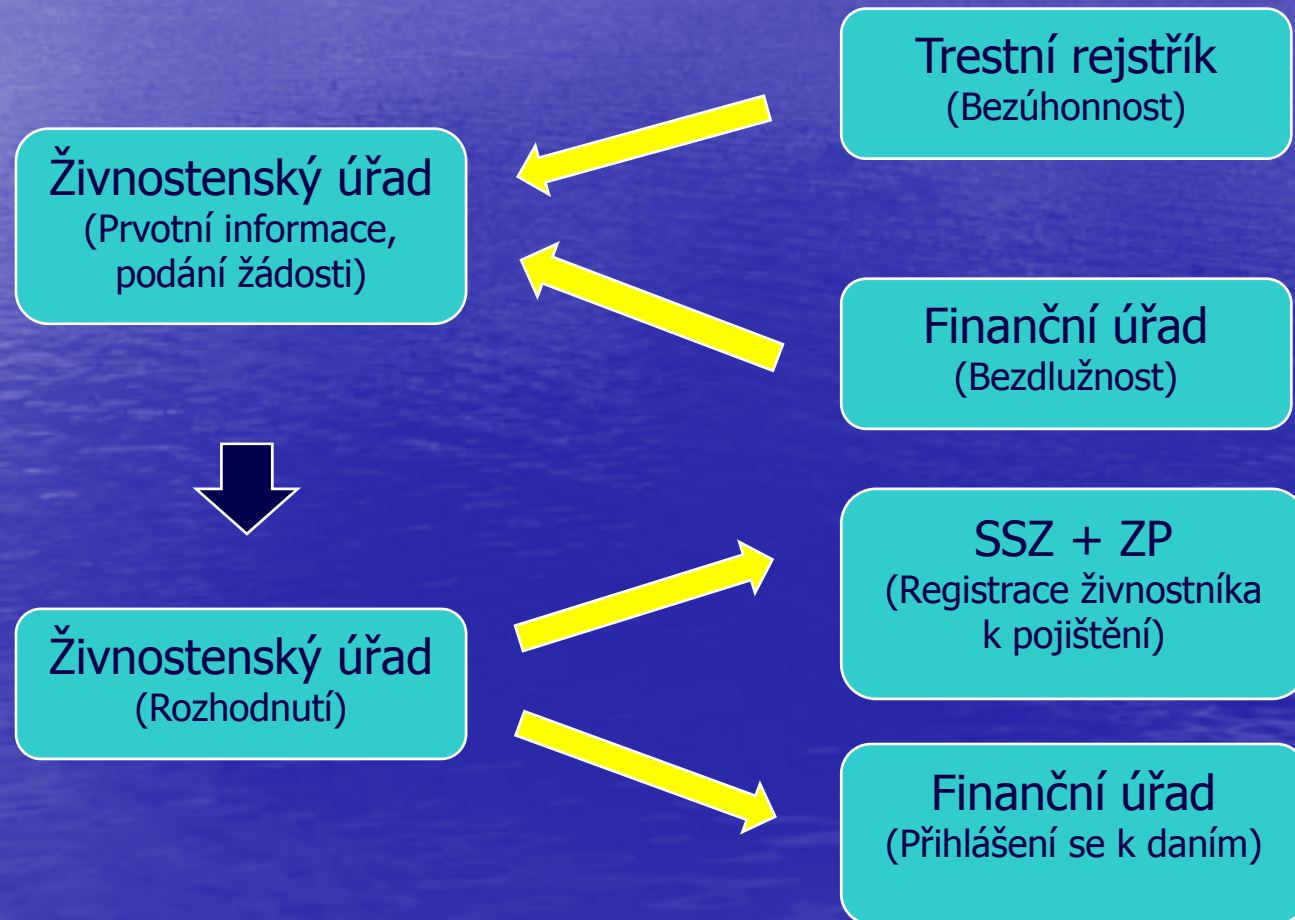 Trestní rejstřík
(Bezúhonnost)
Živnostenský úřad
(Prvotní informace,
podání žádosti)
Finanční úřad
(Bezdlužnost)
SSZ + ZP
(Registrace živnostníka
k pojištění)
Živnostenský úřad
(Rozhodnutí)
Finanční úřad
(Přihlášení se k daním)